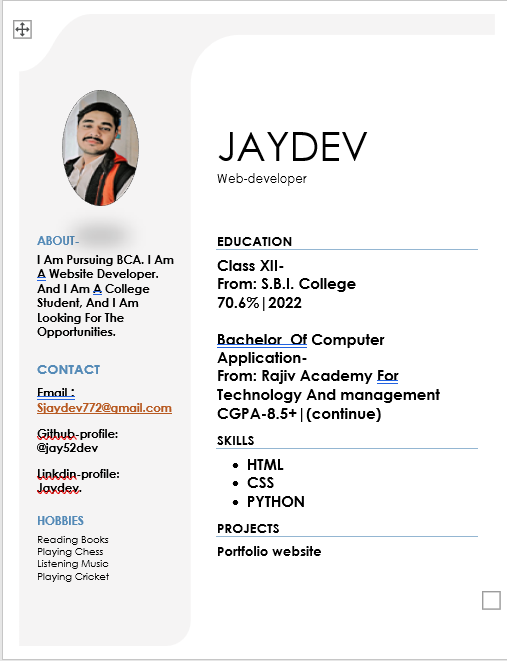 JAYDEV
Web-developer
ABOUT-
I Am Pursuing BCA. I Am
A Website Developer.
And I Am A College
Student, And I Am
Looking For The
Opportunities.
CONTACT
Email :
Sjaydev772@gmail.com
Github-profile:
@jay52dev
Linkdin-profile:
Jaydev.
HOBBIES
Reading Books
Playing Chess
Listening Music
Playing Cricket
EDUCATION
Class XII-
From: S.B.I. College
70.6%|2022
Bachelor Of Computer
Application-
From: Rajiv Academy For
Technology And management
CGPA-8.5+|(continue)
SKILLS
• HTML
• CSS
• PYTHON
PROJECTS
Portfolio website